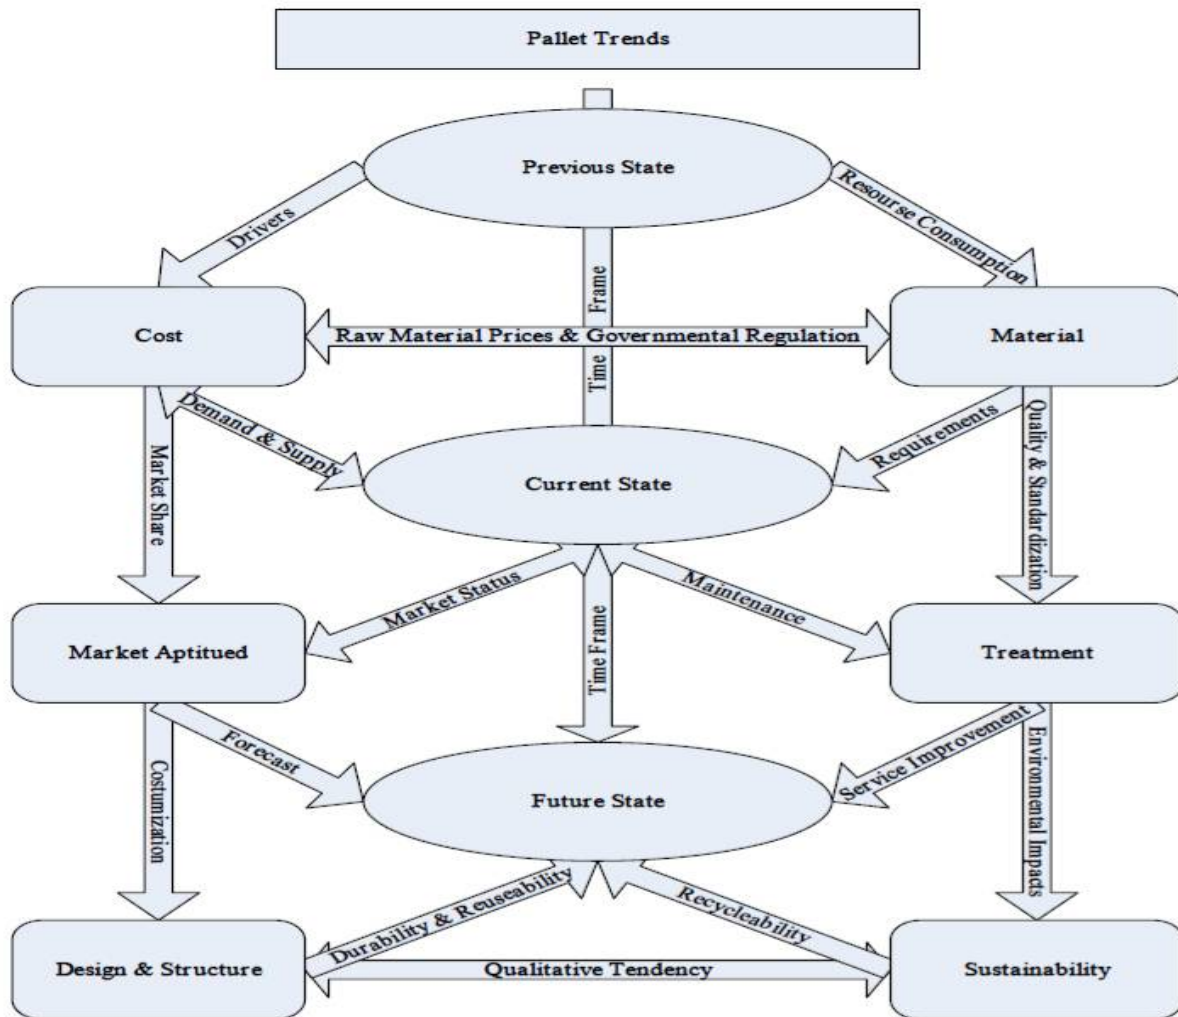 Pallet Trends
Previous State
Drivers
Resourse Consumption
Time Frame
Cost
Raw Material Prices & Governmental Regulation
Material
Demand & Supply
Requirements
Market Share
Current State
Quality & Standardization
Market Status
Maintenance
Time Frame
Market Aptitued
Treatment
Forecast
Service Improvement
Costumization
Future State
Environmental Impacts
Durability & Reuseability
Recycleability
Design & Structure
Qualitative Tendency
Sustainability